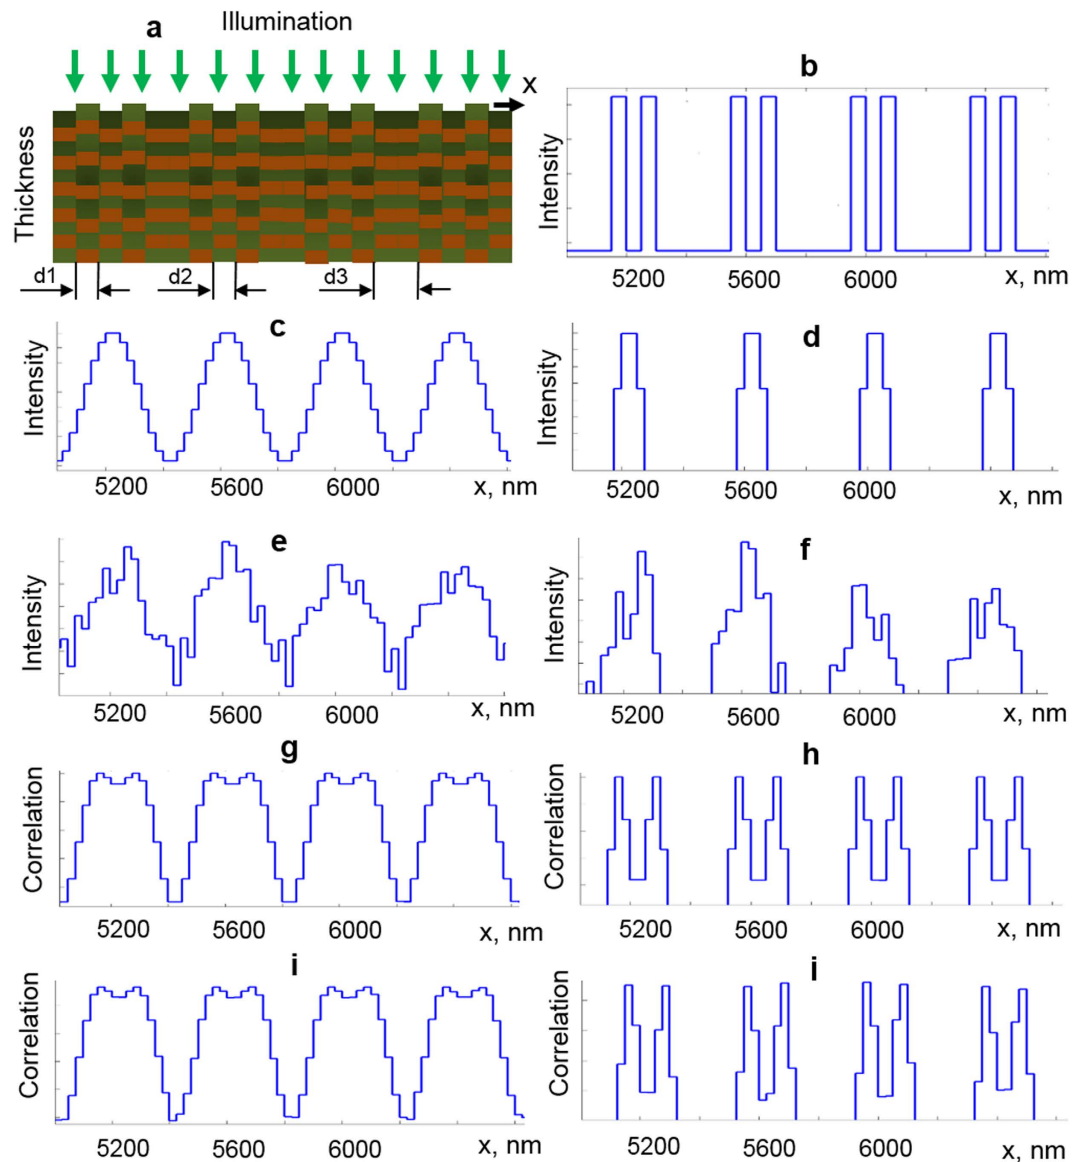 a
Illumination
x
Thickness
d1
d2
d3
b
Intensity
5200
5600
6000
x, nm
c
Intensity
5200
5600
6000
x, nm
d
Intensity
5200
5600
6000
x, nm
e
Intensity
5200
5600
6000
x, nm
f
Intensity
5200
5600
6000
x, nm
g
Correlation
5200
5600
6000
x, nm
h
Correlation
5200
5600
6000
x, nm
i
Correlation
5200
5600
6000
x, nm
i
Correlation
5200
5600
6000
x, nm